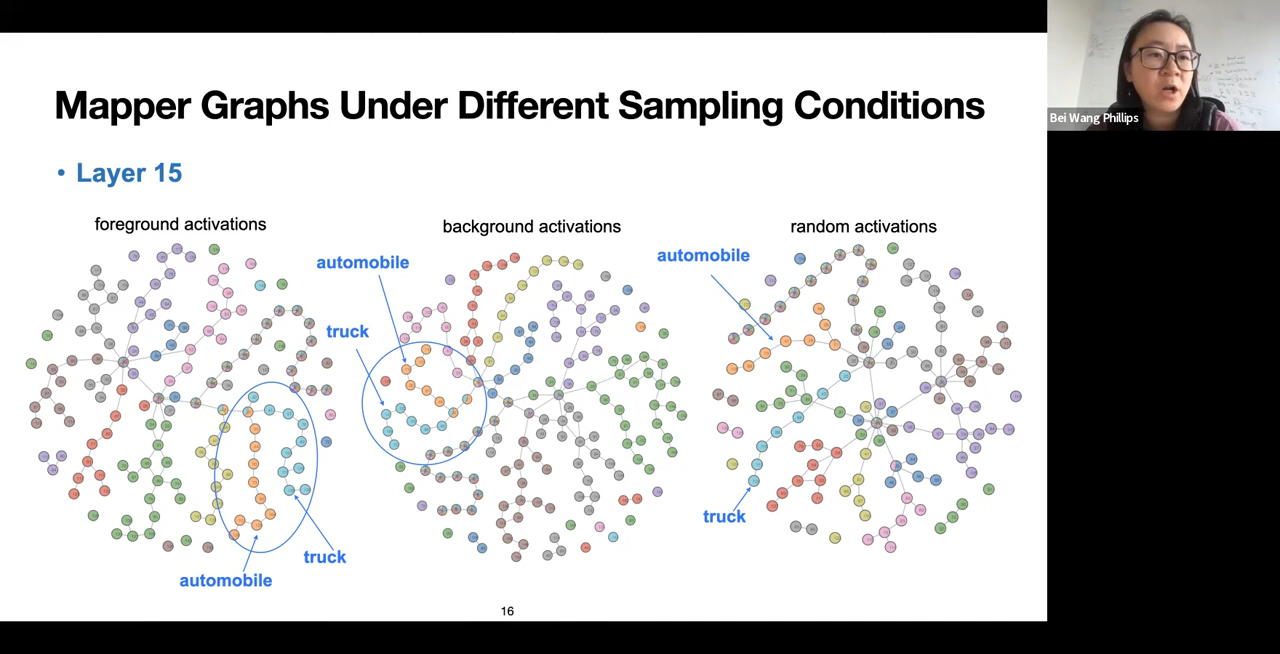 Mapper Graphs Under Different Sampling Conditions
• Layer 15
foreground activations
background activations
random activations
automobile
truck
automobile
truck
automobile
truck
16
Bei Wang Phillips